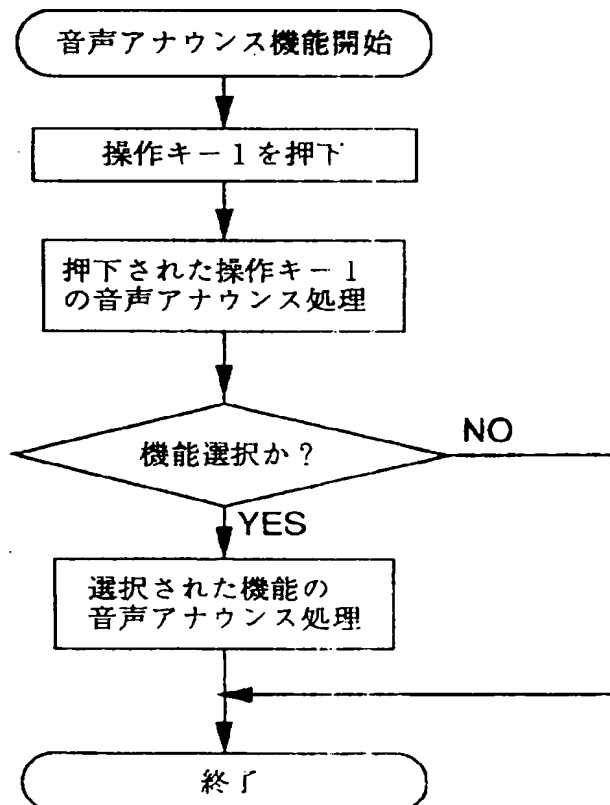 音声アナウンス機能開始
操作キー1を押下
押下された操作キー1
の音声アナウンス処理
機能選択か?
NO
YES
選択された機能の
音声アナウンス処理
終了